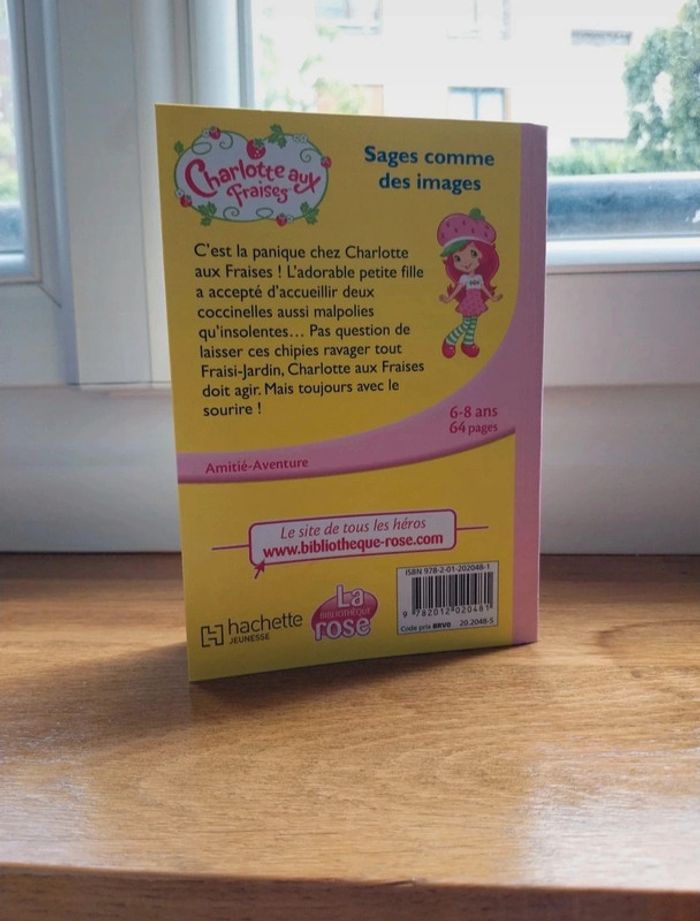 Charlotte aux
Fraises
Sages comme
des images
C'est la panique chez Charlotte
aux Fraises ! L'adorable petite fille
a accepté d'accueillir deux
coccinelles aussi malpolies
qu'insolentes... Pas question de
laisser ces chipies ravager tout
Fraisi-Jardin, Charlotte aux Fraises
doit agir. Mais toujours avec le
sourire !
6-8 ans
64 pages
Amitié-Aventure
Le site de tous les héros
www.bibliotheque-rose.com
hachette
JEUNESSE
La
BIBLIOTHÈQUE
rose
ISBN 978-2-01-202048-1
9 782012 020481
Code prix BRV0 20.2048-5